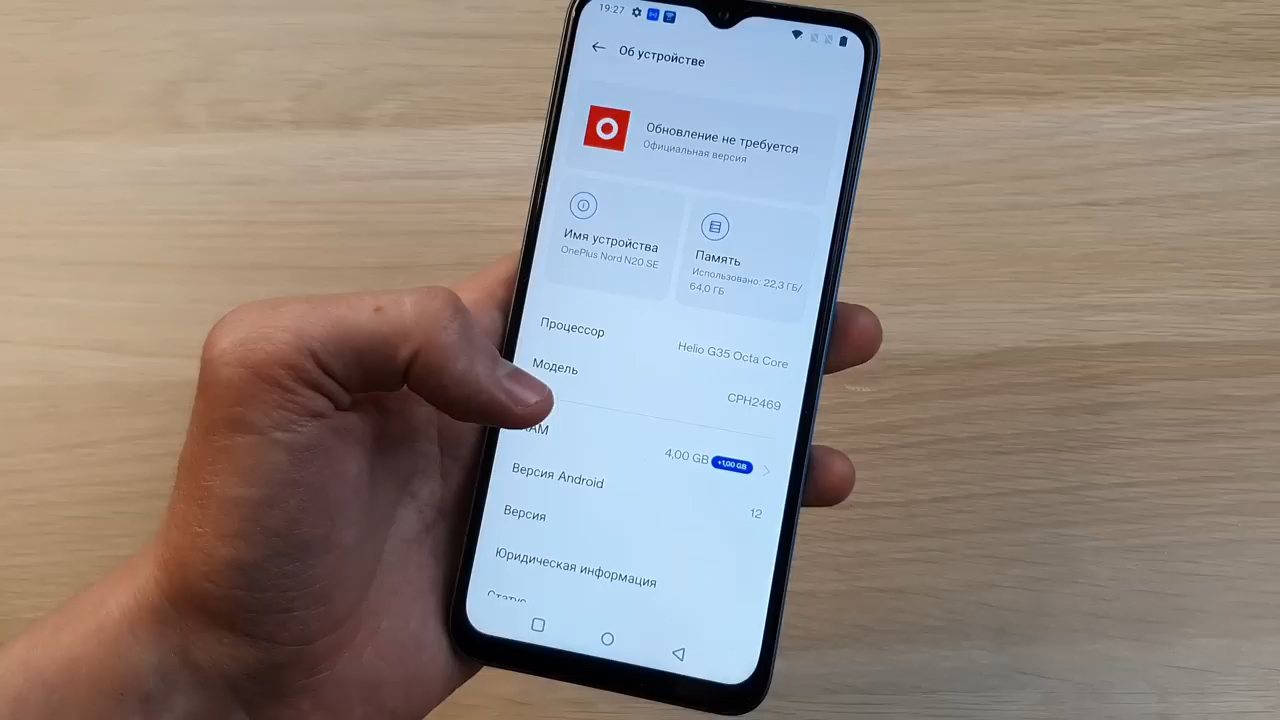 19:27
Об устройстве
Обновление не требуется
Официальная версия
Имя устройства
OnePlus Nord N20 SE
Память
Использовано: 22,3 ГБ/
64,0 ГБ
Процессор
Helio G35 Octa Core
Модель
CPH2469
RAM
4,00 GB +1,00 GB
Версия Android
12
Версия
Юридическая информация
Статус